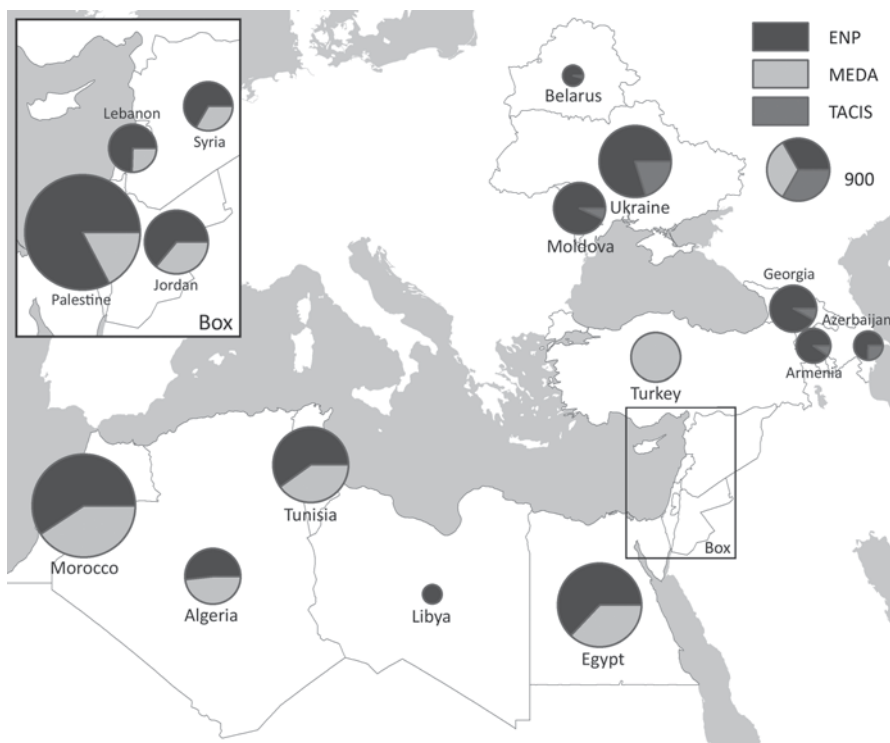 ENP
MEDA
TACIS
900
Belarus
Lebanon
Syria
Ukraine
Moldova
Palestine
Jordan
Box
Georgia
Azerbaijan
Armenia
Turkey
Tunisia
Box
Morocco
Algeria
Libya
Egypt